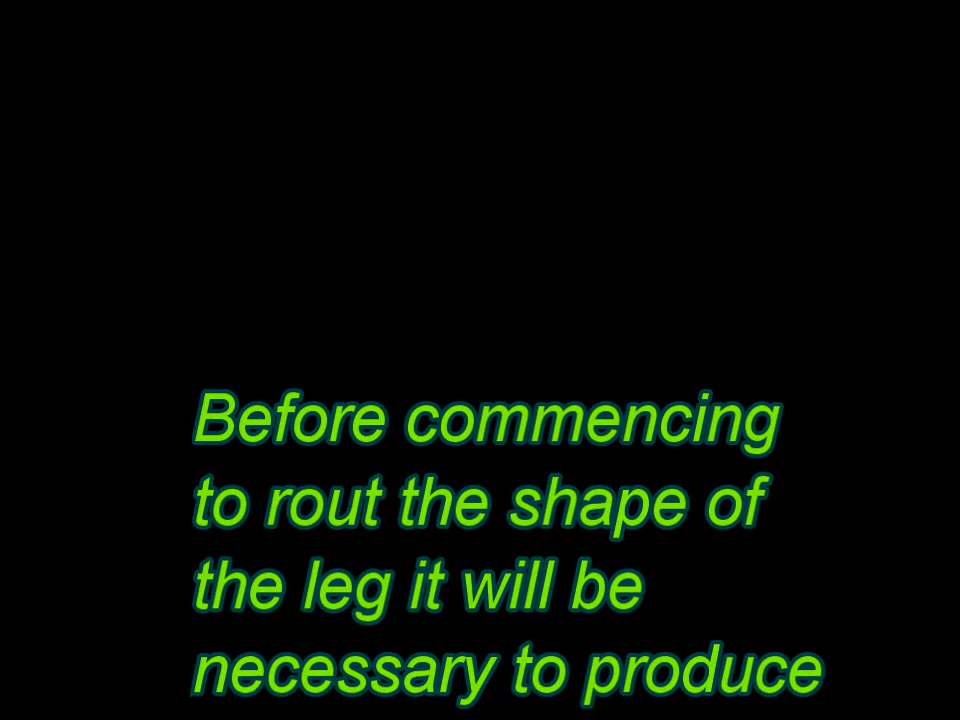 Before commencing
to rout the shape of
the leg it will be
necessary to produce